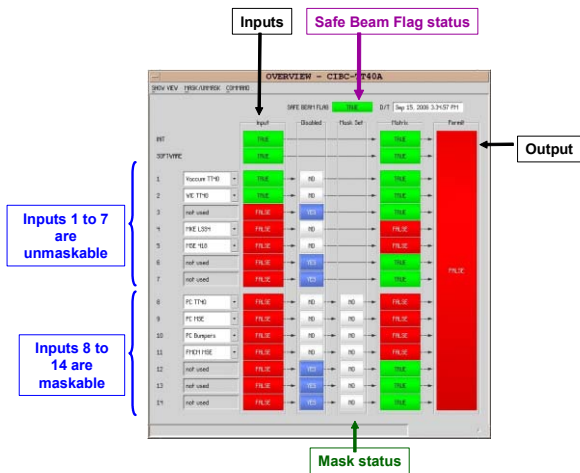 Inputs
Safe Beam Flag status
OVERVIEW - CIBC-TT40A
SHOW VIEW MASK/UNMASK COMMAND
SAFE BEAM FLAG TRUE D/T Sep 15, 2008 3:34:57 PM
Input Disabled Mask Set Matrix Permit
INT TRUE TRUE
SOFTWARE TRUE TRUE
Output
1 Vaccum TT40 TRUE NO TRUE
2 WIC TT40 TRUE NO TRUE
3 not used FALSE YES TRUE
4 MKE LSS4 FALSE NO FALSE
5 MSE 418 FALSE NO FALSE
6 not used FALSE YES TRUE
7 not used FALSE YES TRUE
FALSE
8 PC TT40 FALSE NO NO FALSE
9 PC MSE FALSE NO NO FALSE
10 PC Bumpers FALSE NO NO FALSE
11 FMCM MSE FALSE NO NO FALSE
12 not used FALSE YES NO TRUE
13 not used FALSE YES NO TRUE
14 not used FALSE YES NO TRUE
Inputs 1 to 7
are
unmaskable
Inputs 8 to
14 are
maskable
Mask status